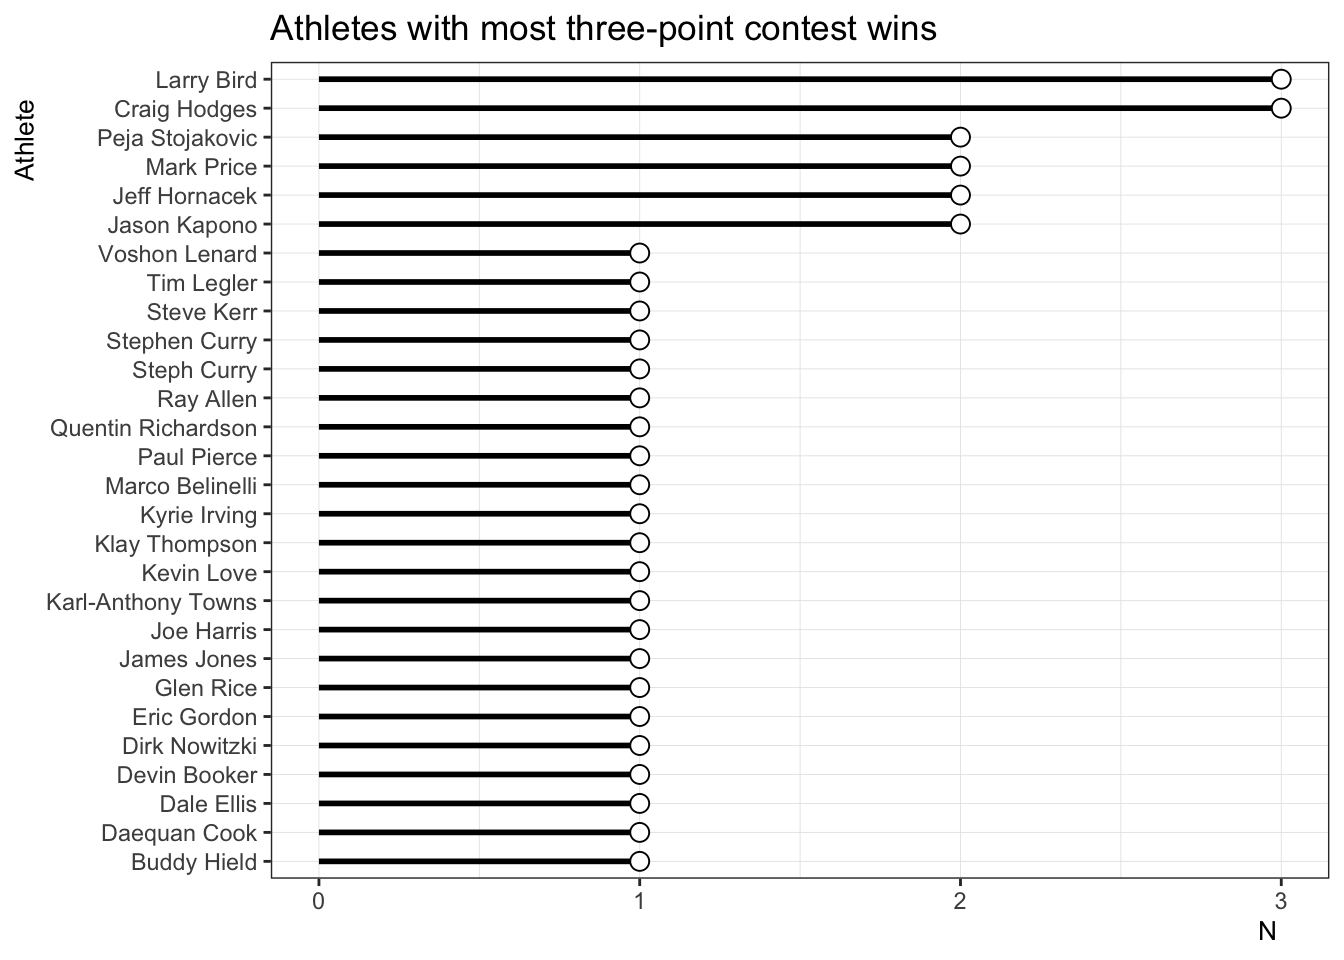 Athletes with most three-point contest wins
Athlete
Larry Bird
Craig Hodges
Peja Stojakovic
Mark Price
Jeff Hornacek
Jason Kapono
Voshon Lenard
Tim Legler
Steve Kerr
Stephen Curry
Steph Curry
Ray Allen
Quentin Richardson
Paul Pierce
Marco Belinelli
Kyrie Irving
Klay Thompson
Kevin Love
Karl-Anthony Towns
Joe Harris
James Jones
Glen Rice
Eric Gordon
Dirk Nowitzki
Devin Booker
Dale Ellis
Daequan Cook
Buddy Hield
0 1 2 3
N